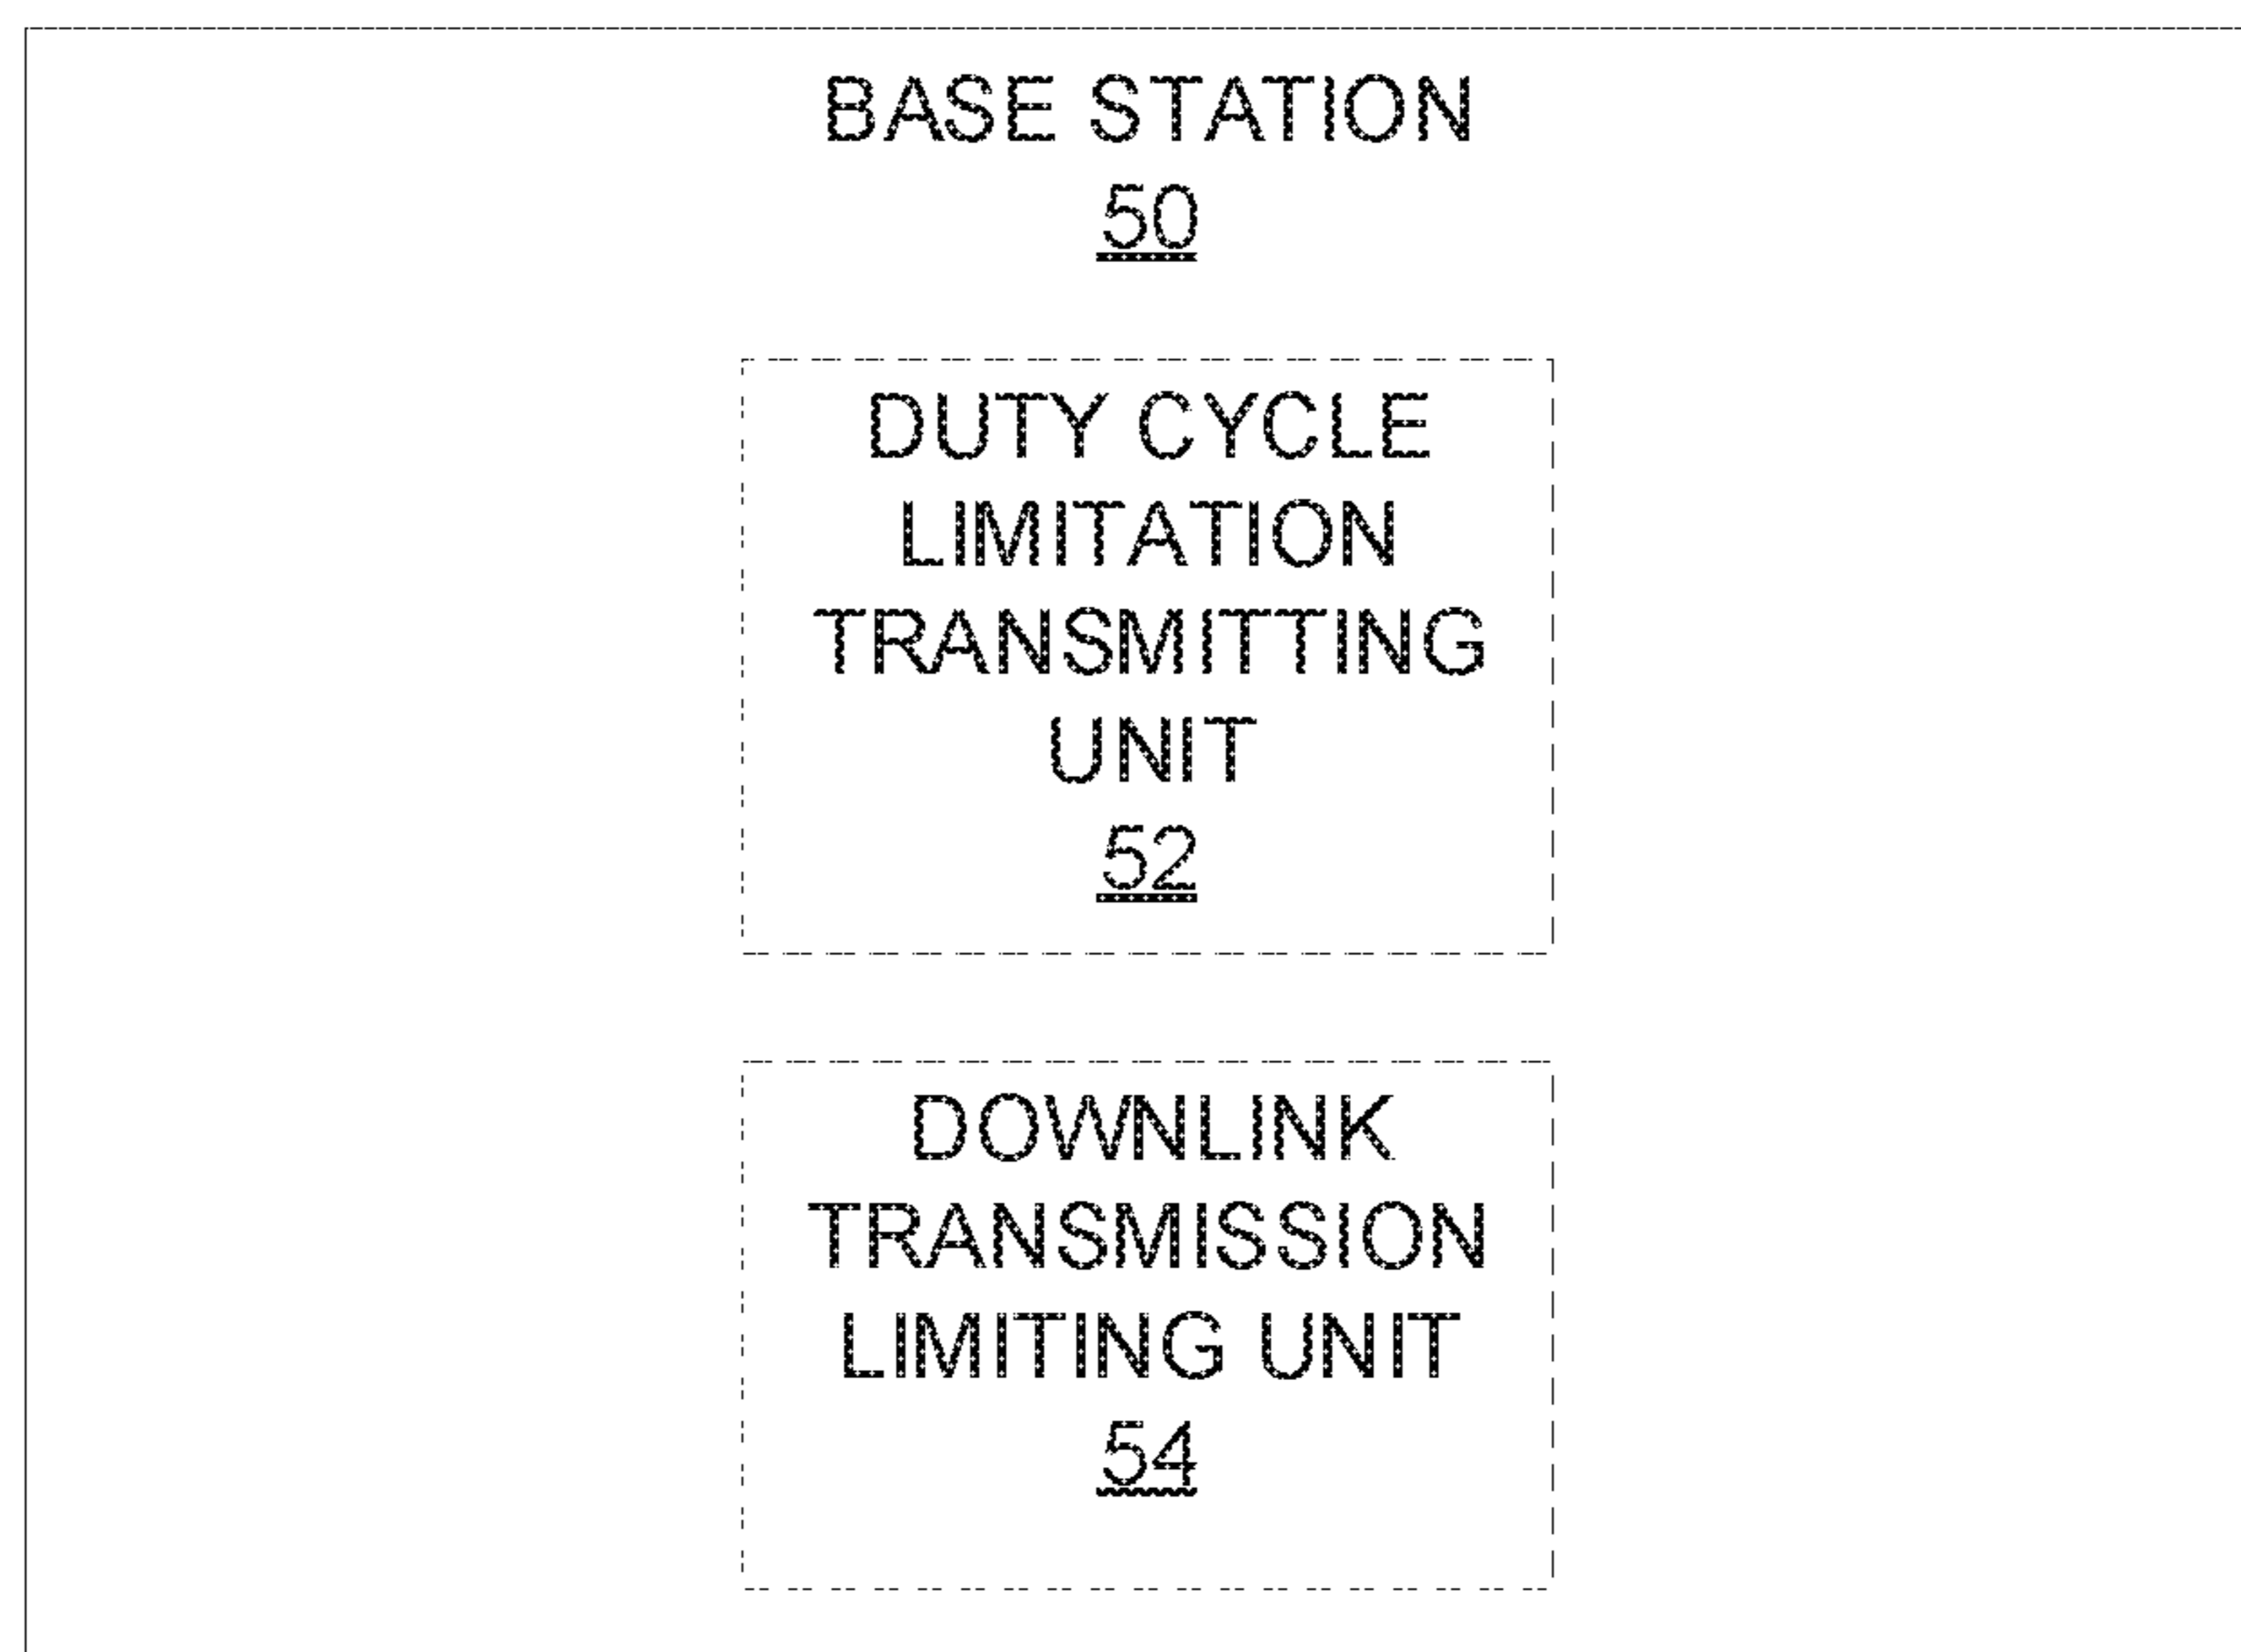 BASE STATION
50
DUTY CYCLE
LIMITATION
TRANSMITTING
UNIT
52
DOWNLINK
TRANSMISSION
LIMITING UNIT
54